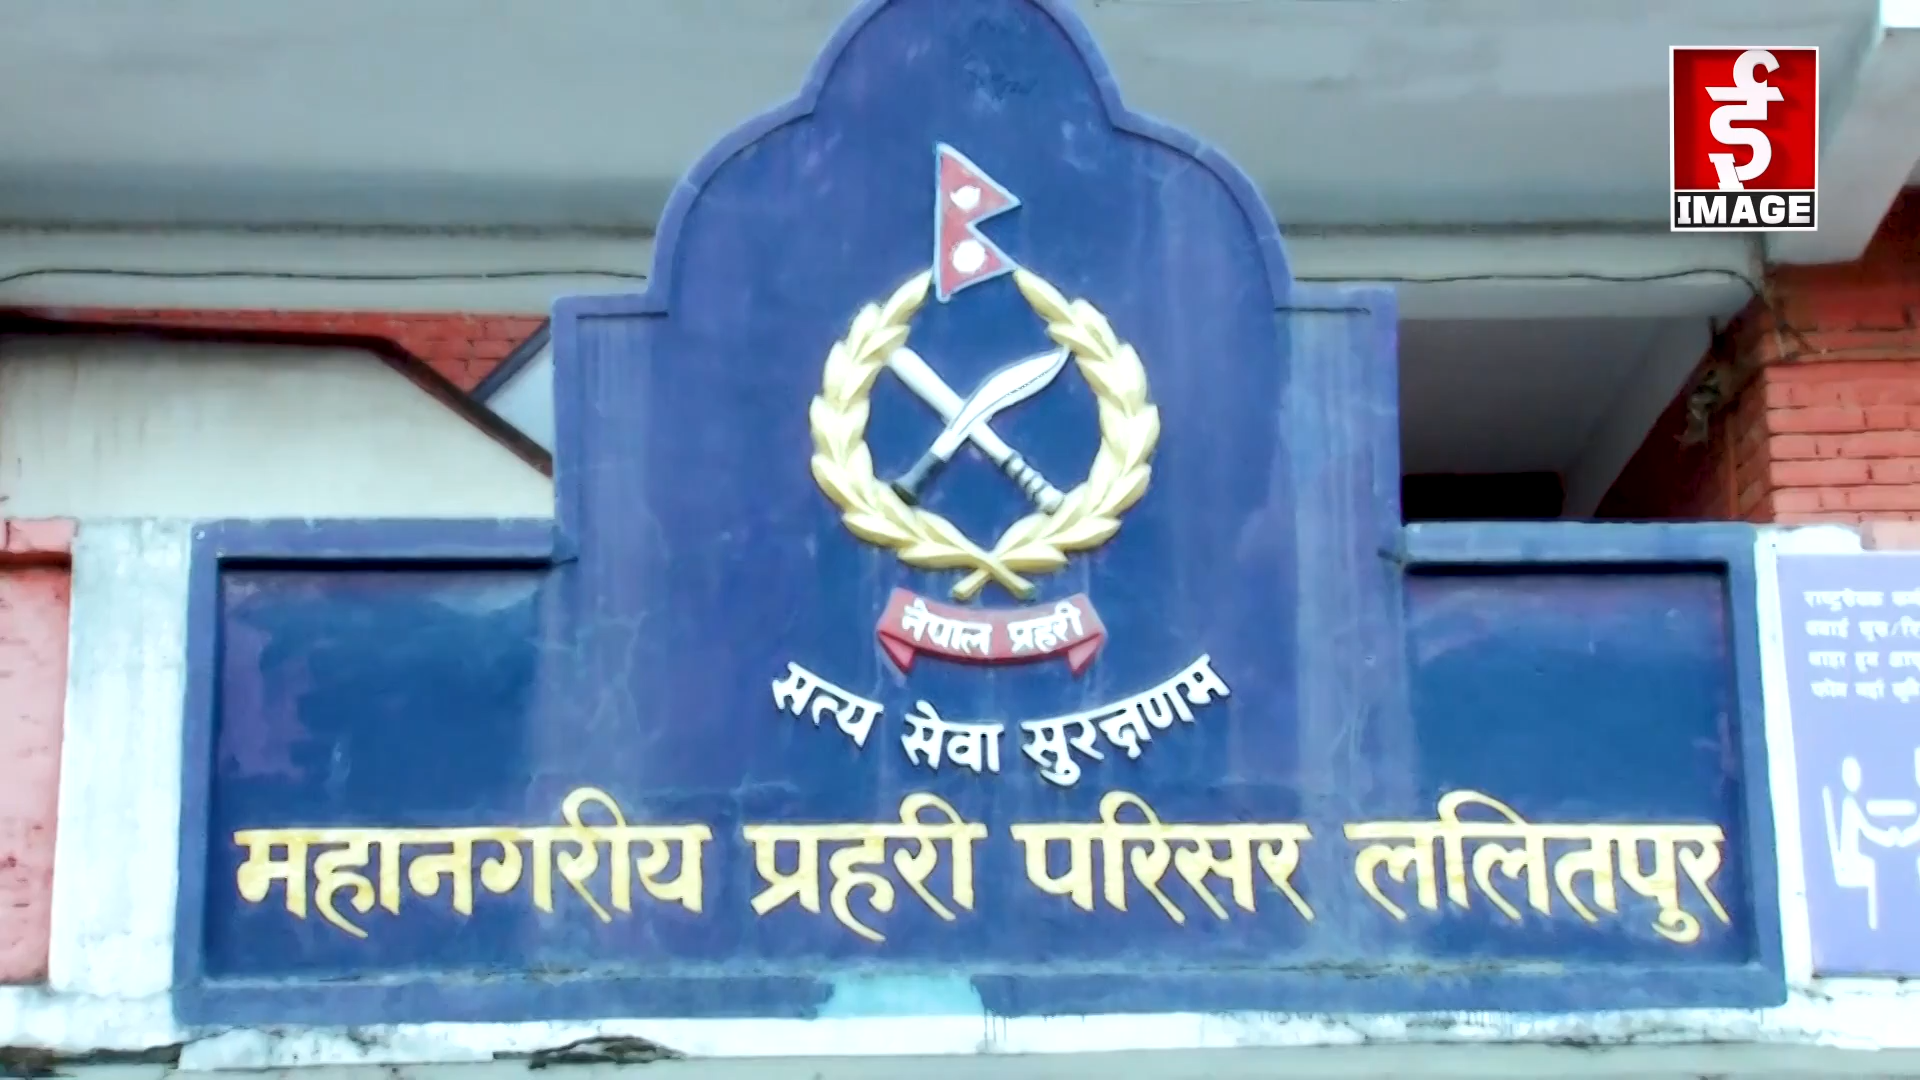 IMAGE
नेपाल प्रहरी
सत्य सेवा सुरक्षणम
महानगरीय प्रहरी परिसर ललितपुर